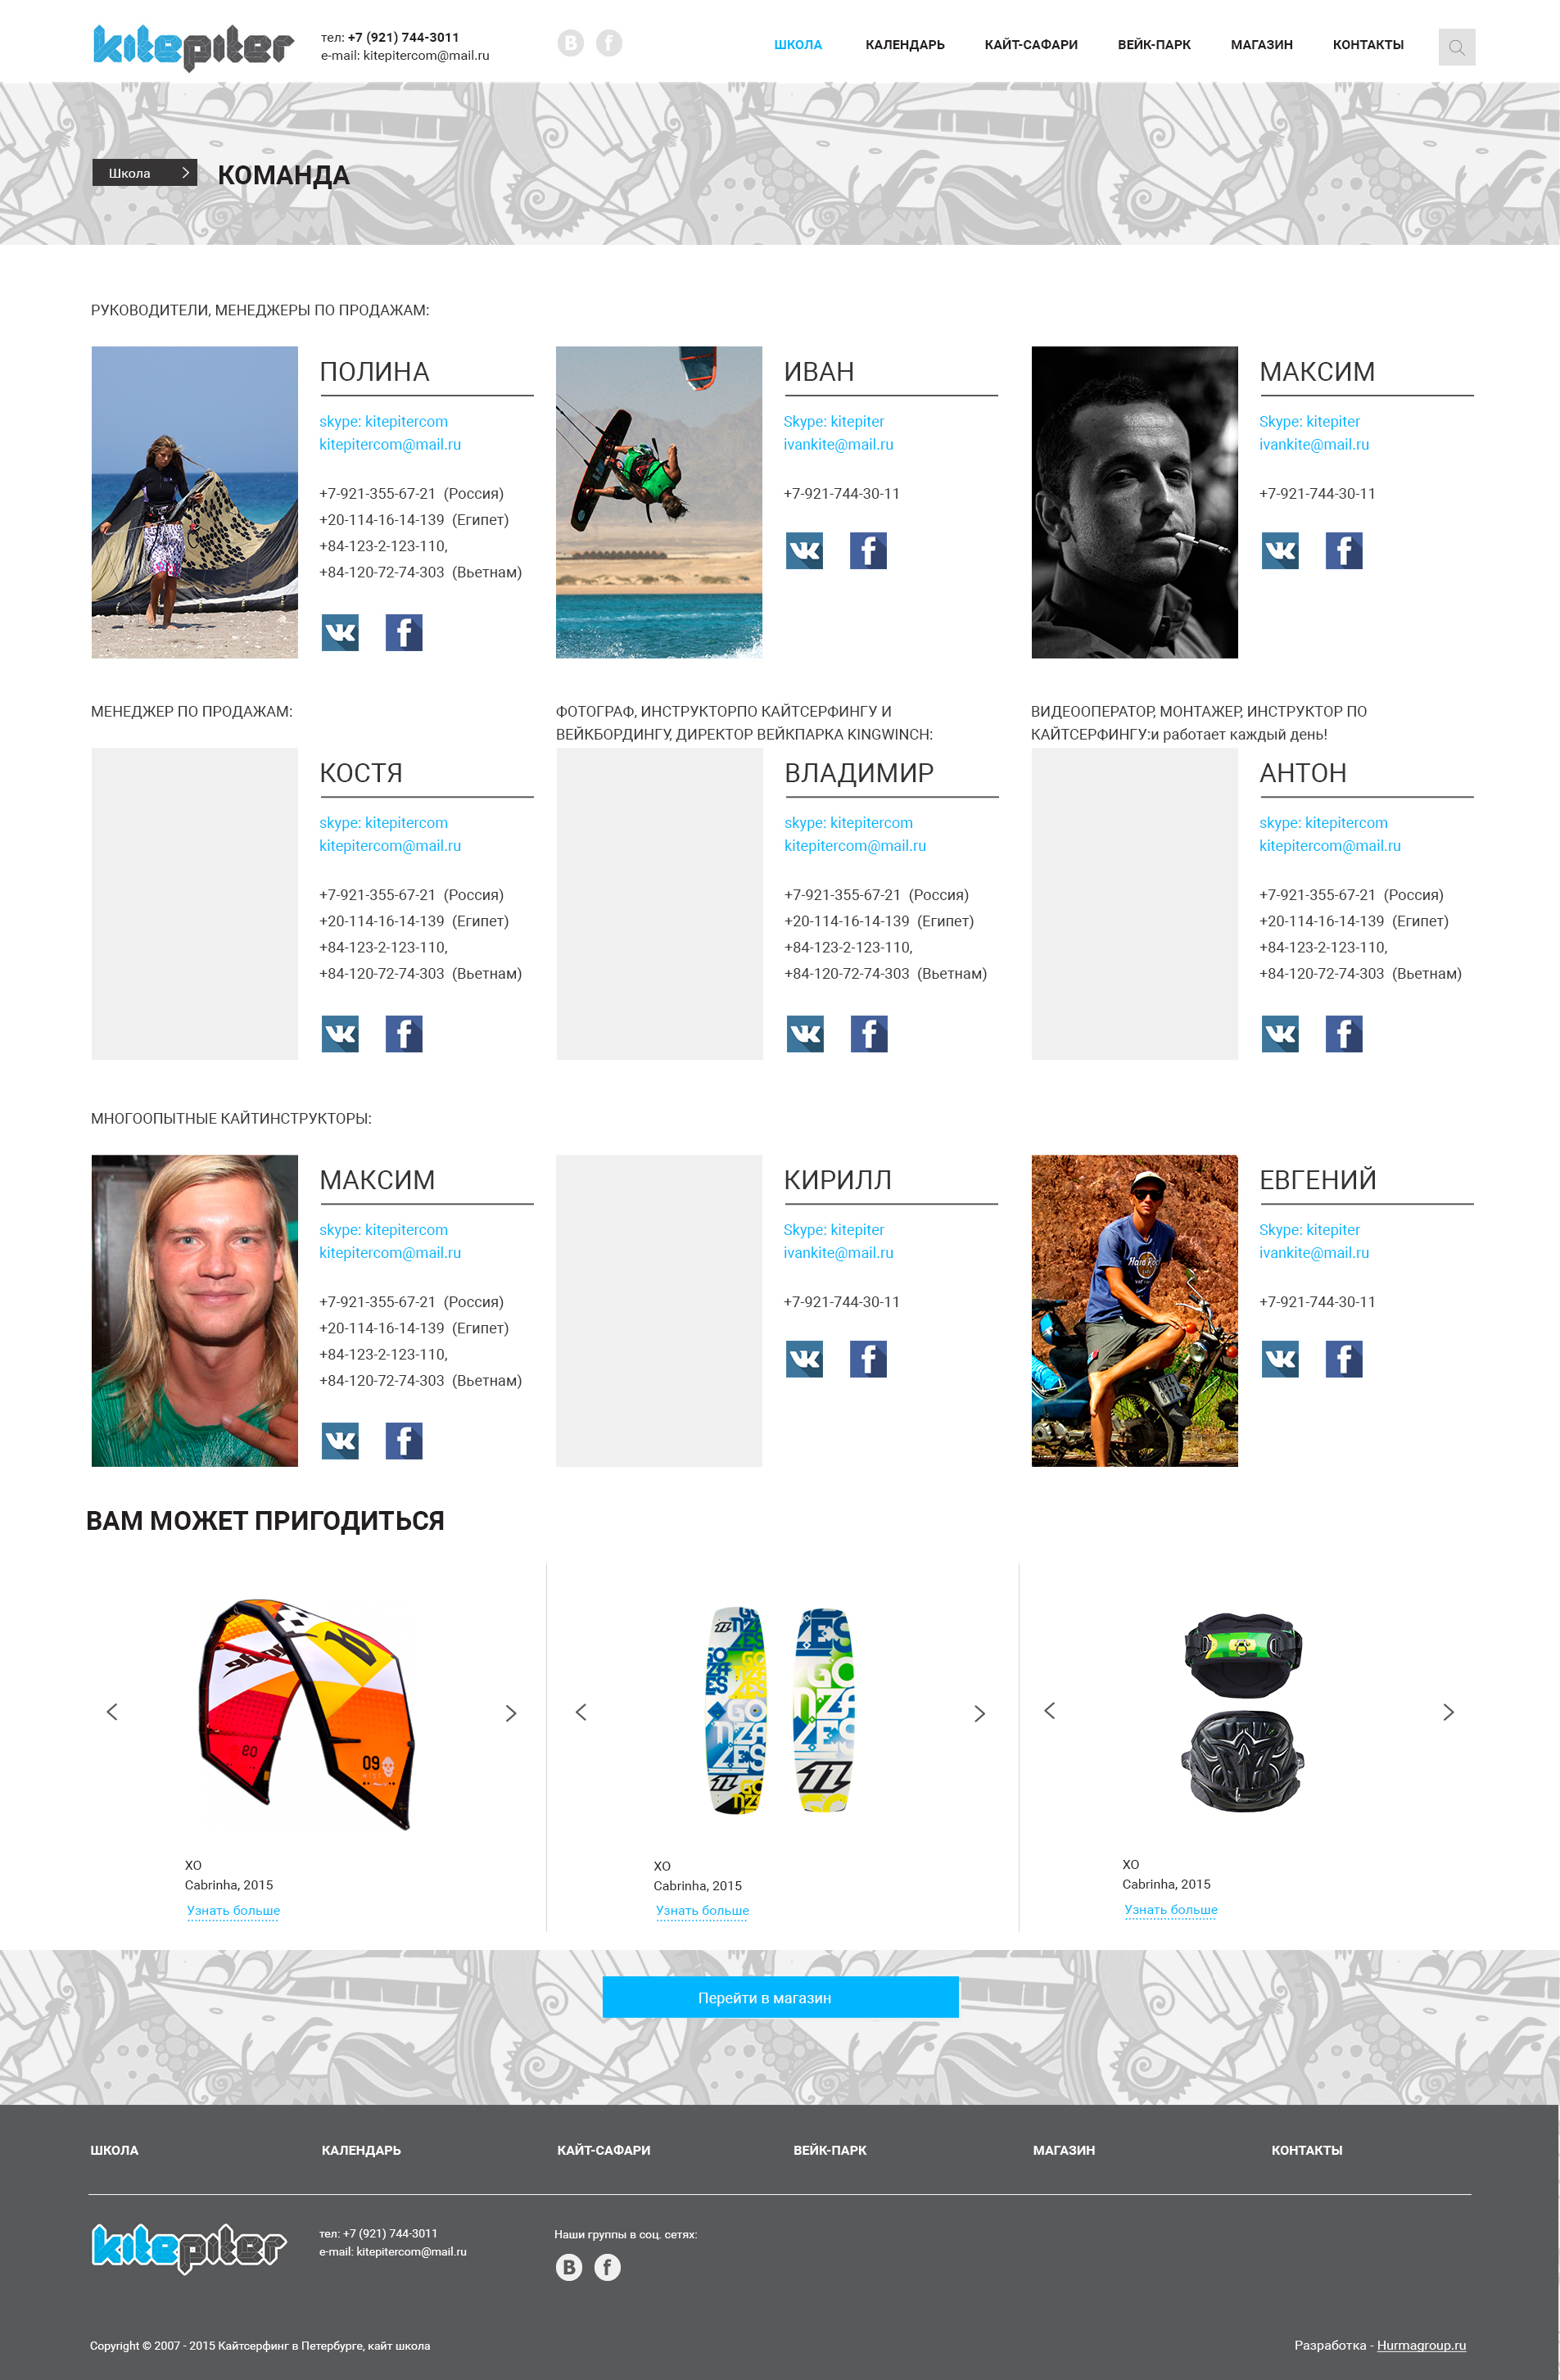 kitepiter
тел: +7 (921) 744-3011
e-mail: kitepitercom@mail.ru
B f
ШКОЛА КАЛЕНДАРЬ КАЙТ-САФАРИ ВЕЙК-ПАРК МАГАЗИН КОНТАКТЫ
Школа
КОМАНДА
РУКОВОДИТЕЛИ, МЕНЕДЖЕРЫ ПО ПРОДАЖАМ:
ПОЛИНА
skype: kitepitercom
kitepitercom@mail.ru
+7-921-355-67-21 (Россия)
+20-114-16-14-139 (Египет)
+84-123-2-123-110,
+84-120-72-74-303 (Вьетнам)
ИВАН
Skype: kitepiter
ivankite@mail.ru
+7-921-744-30-11
МАКСИМ
Skype: kitepiter
ivankite@mail.ru
+7-921-744-30-11
МЕНЕДЖЕР ПО ПРОДАЖАМ:
КОСТЯ
skype: kitepitercom
kitepitercom@mail.ru
+7-921-355-67-21 (Россия)
+20-114-16-14-139 (Египет)
+84-123-2-123-110,
+84-120-72-74-303 (Вьетнам)
ФОТОГРАФ, ИНСТРУКТОРПО КАЙТСЕРФИНГУ И
ВЕЙКБОРДИНГУ, ДИРЕКТОР ВЕЙКПАРКА KINGWINCH:
ВЛАДИМИР
skype: kitepitercom
kitepitercom@mail.ru
+7-921-355-67-21 (Россия)
+20-114-16-14-139 (Египет)
+84-123-2-123-110,
+84-120-72-74-303 (Вьетнам)
ВИДЕООПЕРАТОР, МОНТАЖЕР, ИНСТРУКТОР ПО
КАЙТСЕРФИНГУ:и работает каждый день!
АНТОН
skype: kitepitercom
kitepitercom@mail.ru
+7-921-355-67-21 (Россия)
+20-114-16-14-139 (Египет)
+84-123-2-123-110,
+84-120-72-74-303 (Вьетнам)
МНОГООПЫТНЫЕ КАЙТИНСТРУКТОРЫ:
МАКСИМ
skype: kitepitercom
kitepitercom@mail.ru
+7-921-355-67-21 (Россия)
+20-114-16-14-139 (Египет)
+84-123-2-123-110,
+84-120-72-74-303 (Вьетнам)
КИРИЛЛ
Skype: kitepiter
ivankite@mail.ru
+7-921-744-30-11
Hard Rock
ЕВГЕНИЙ
Skype: kitepiter
ivankite@mail.ru
+7-921-744-30-11
ВАМ МОЖЕТ ПРИГОДИТЬСЯ
09
09
GONZALES
XO
Cabrinha, 2015
Узнать больше
XO
Cabrinha, 2015
Узнать больше
XO
Cabrinha, 2015
Узнать больше
Перейти в магазин
ШКОЛА КАЛЕНДАРЬ КАЙТ-САФАРИ ВЕЙК-ПАРК МАГАЗИН КОНТАКТЫ
kitepiter
тел: +7 (921) 744-3011
e-mail: kitepitercom@mail.ru
Наши группы в соц. сетях:
B f
Copyright © 2007 - 2015 Кайтсерфинг в Петербурге, кайт школа
Разработка - Hurmagroup.ru